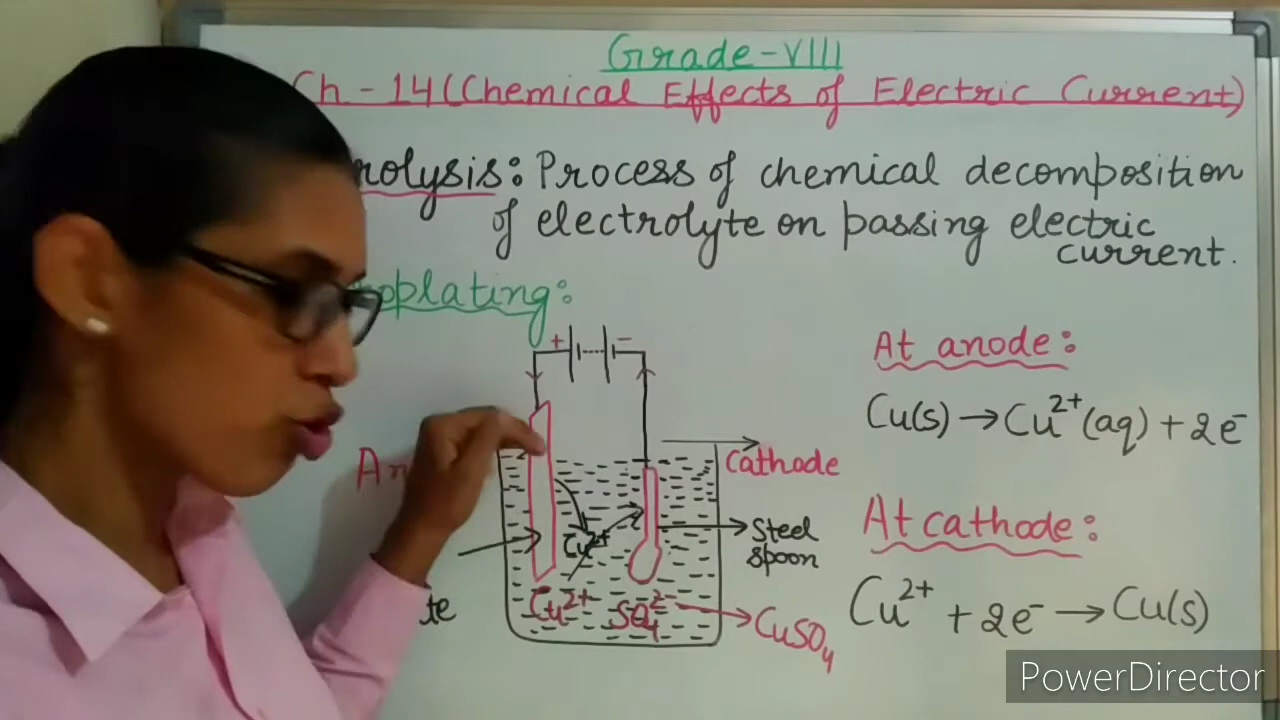 Grade-VIII
Ch-14 (Chemical Effects of Electric Current)
rolysis: Process of chemical decomposition
of electrolyte on passing electric
current.
oplating:
+ -
At anode:
Cu(s) → Cu²⁺(aq) + 2e⁻
An
Cathode
At cathode:
Steel
spoon
Cu²⁺
Cu²⁺ + 2e⁻ → Cu(s)
te
Cu²⁺ SO₄²⁻
CuSO₄
PowerDirector